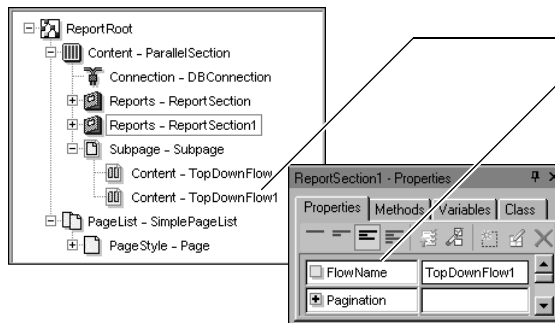 ReportRoot
Content - ParallelSection
Connection - DBConnection
Reports - ReportSection
Reports - ReportSection1
Subpage - Subpage
Content - TopDownFlow
Content - TopDownFlow1
PageList - SimplePageList
PageStyle - Page
ReportSection1 - Properties
Properties Methods Variables Class
FlowName TopDownFlow1
Pagination